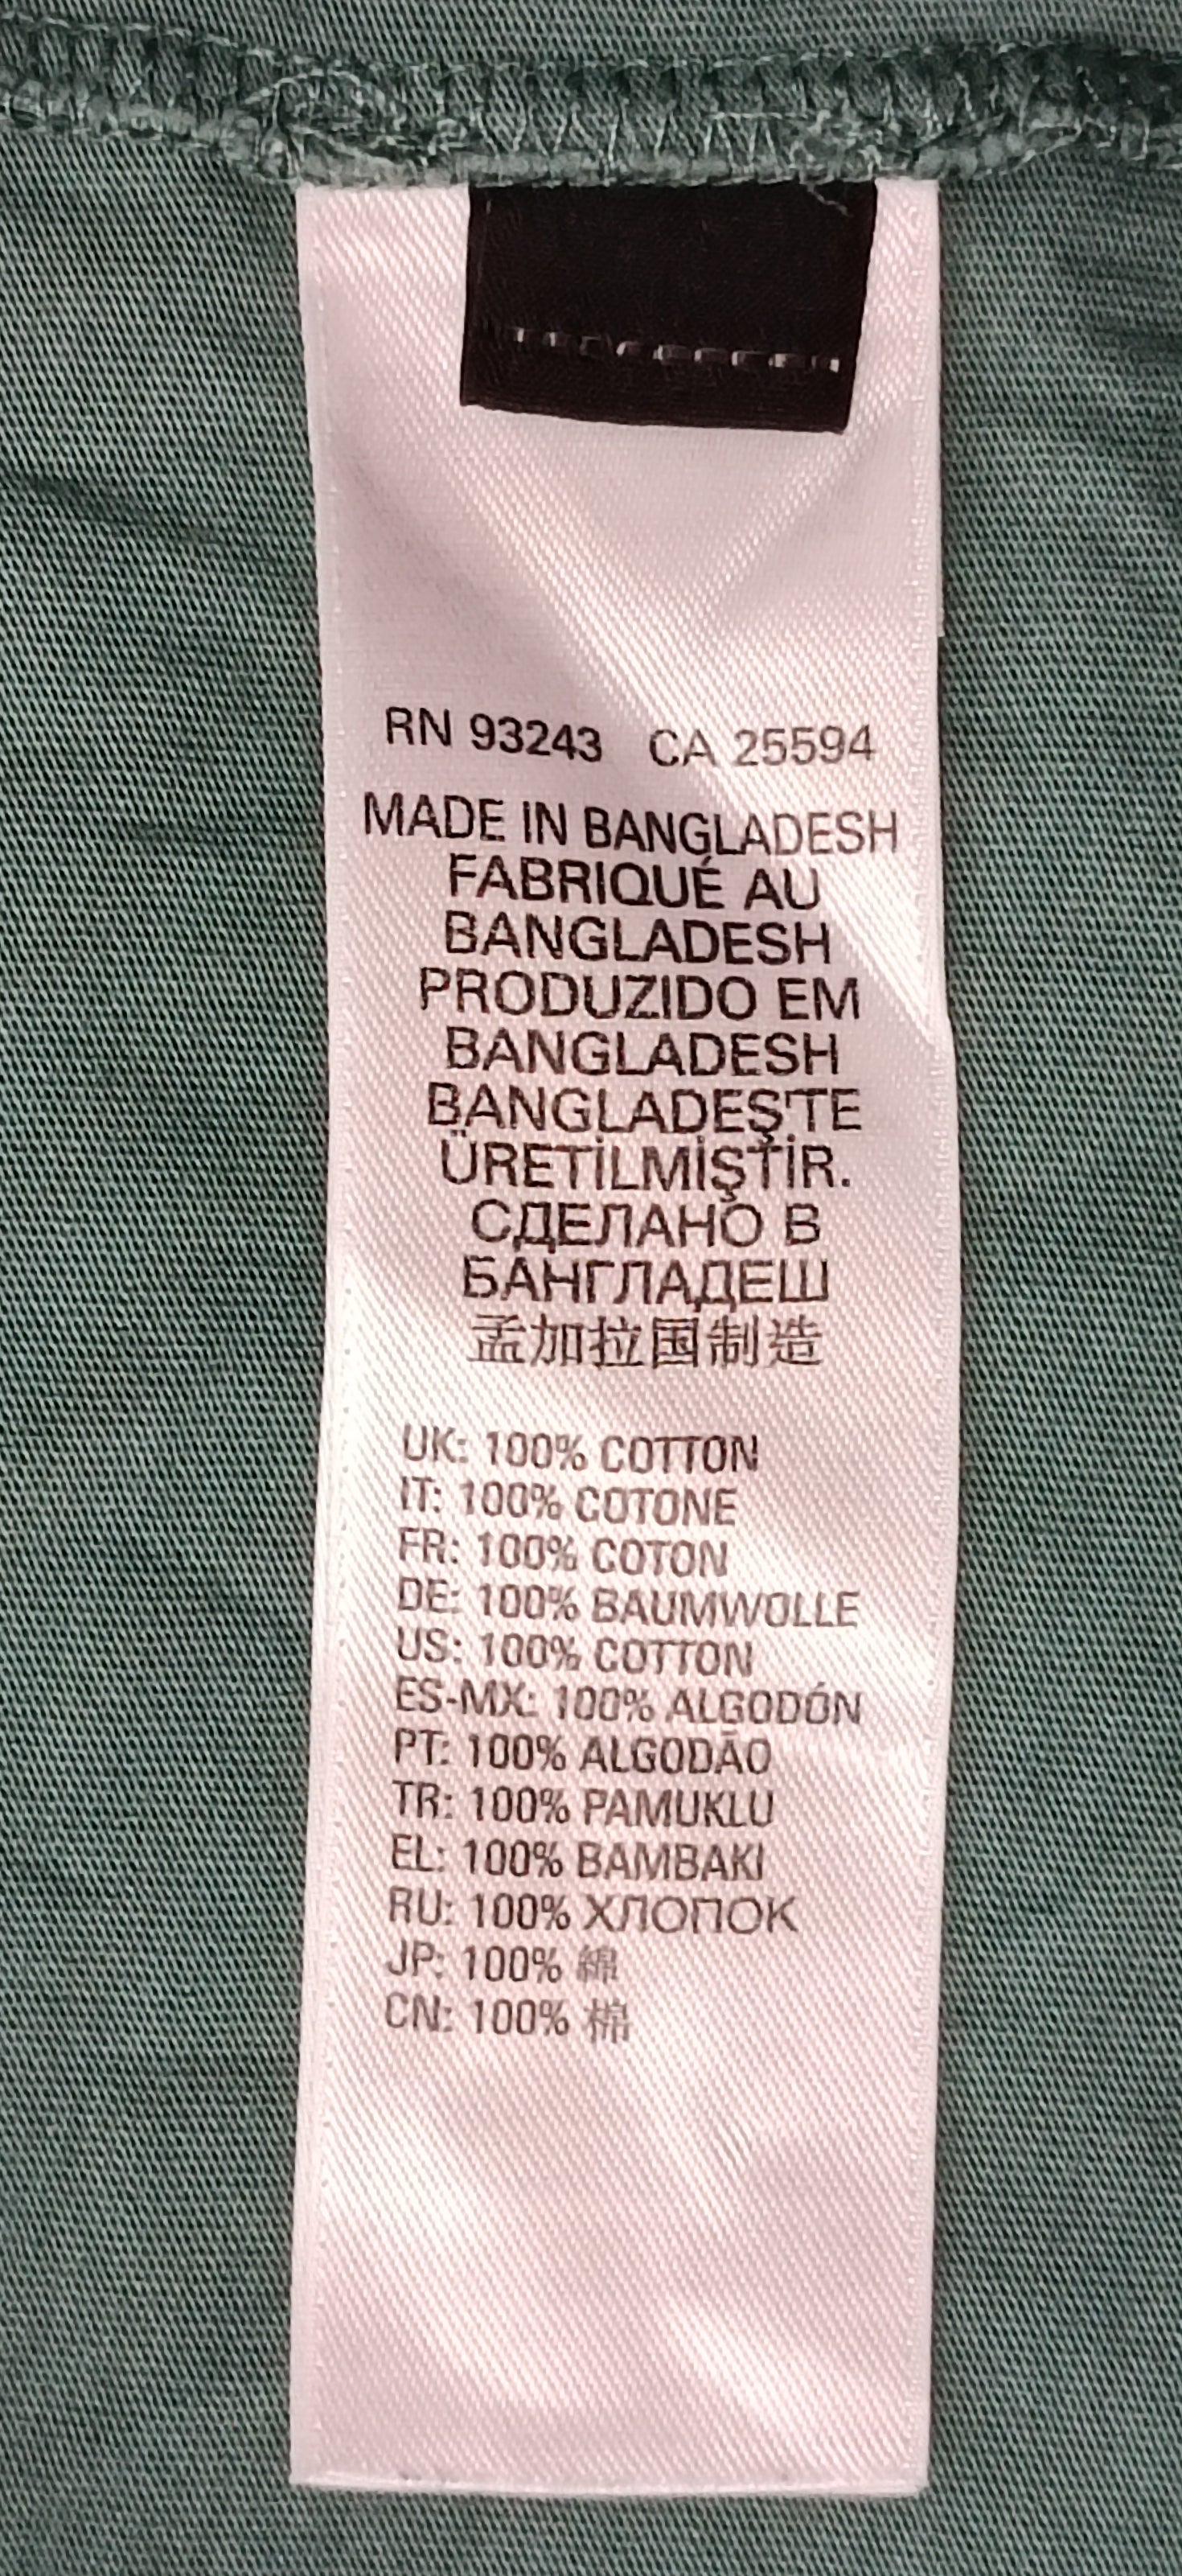 RN 93243 CA 25594
MADE IN BANGLADESH
FABRIQUÉ AU
BANGLADESH
PRODUZIDO EM
BANGLADESH
BANGLADEŞ'TE
ÜRETİLMİŞTİR.
СДЕЛАНО В
БАНГЛАДЕШ
孟加拉国制造
UK: 100% COTTON
IT: 100% COTONE
FR: 100% COTON
DE: 100% BAUMWOLLE
US: 100% COTTON
ES-MX: 100% ALGODÓN
PT: 100% ALGODÃO
TR: 100% PAMUKLU
EL: 100% BAMBAKI
RU: 100% ХЛОПОК
JP: 100% 綿
CN: 100% 棉